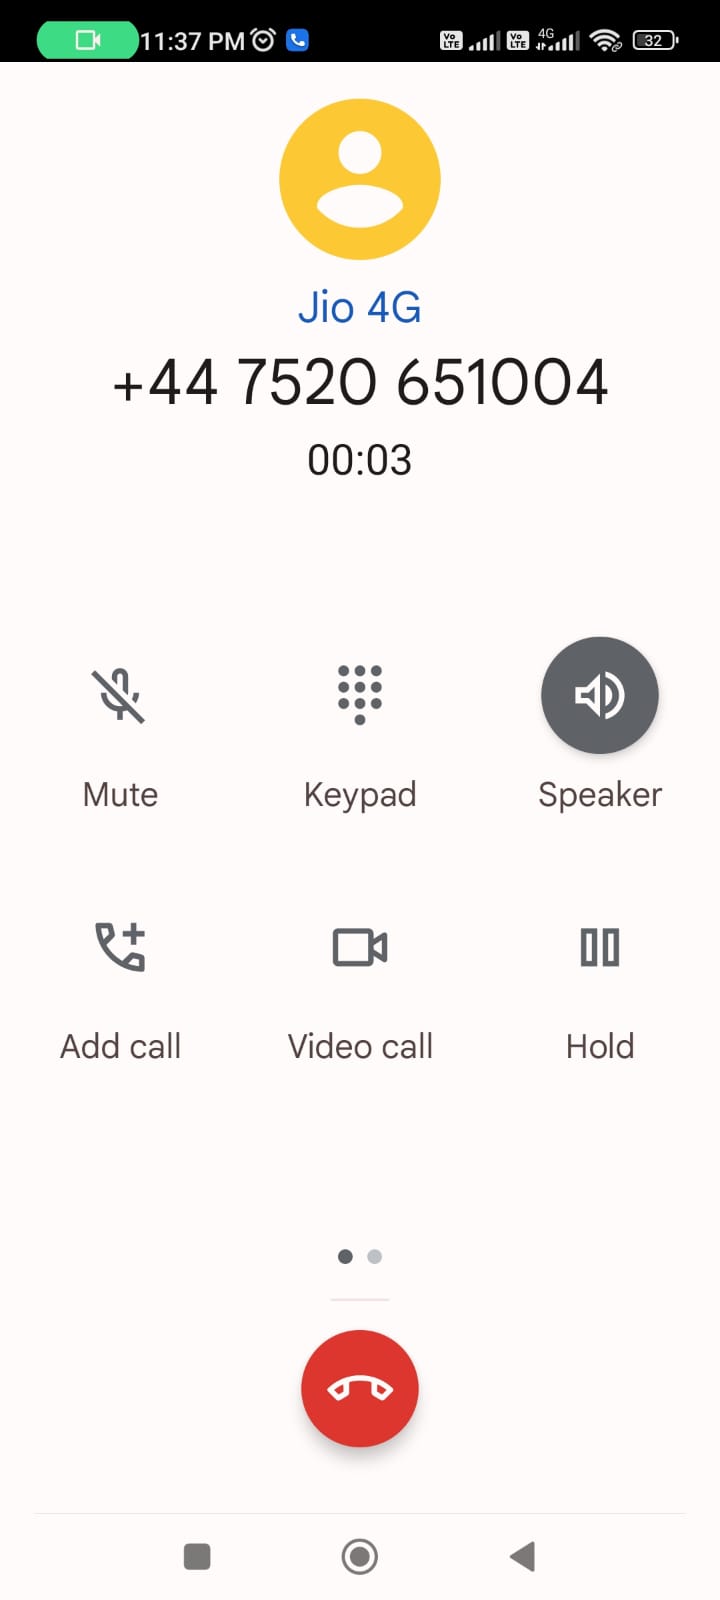 11:37 PM Vo LTE Vo LTE 4G 32
Jio 4G
+44 7520 651004
00:03
Mute Keypad Speaker
Add call Video call Hold